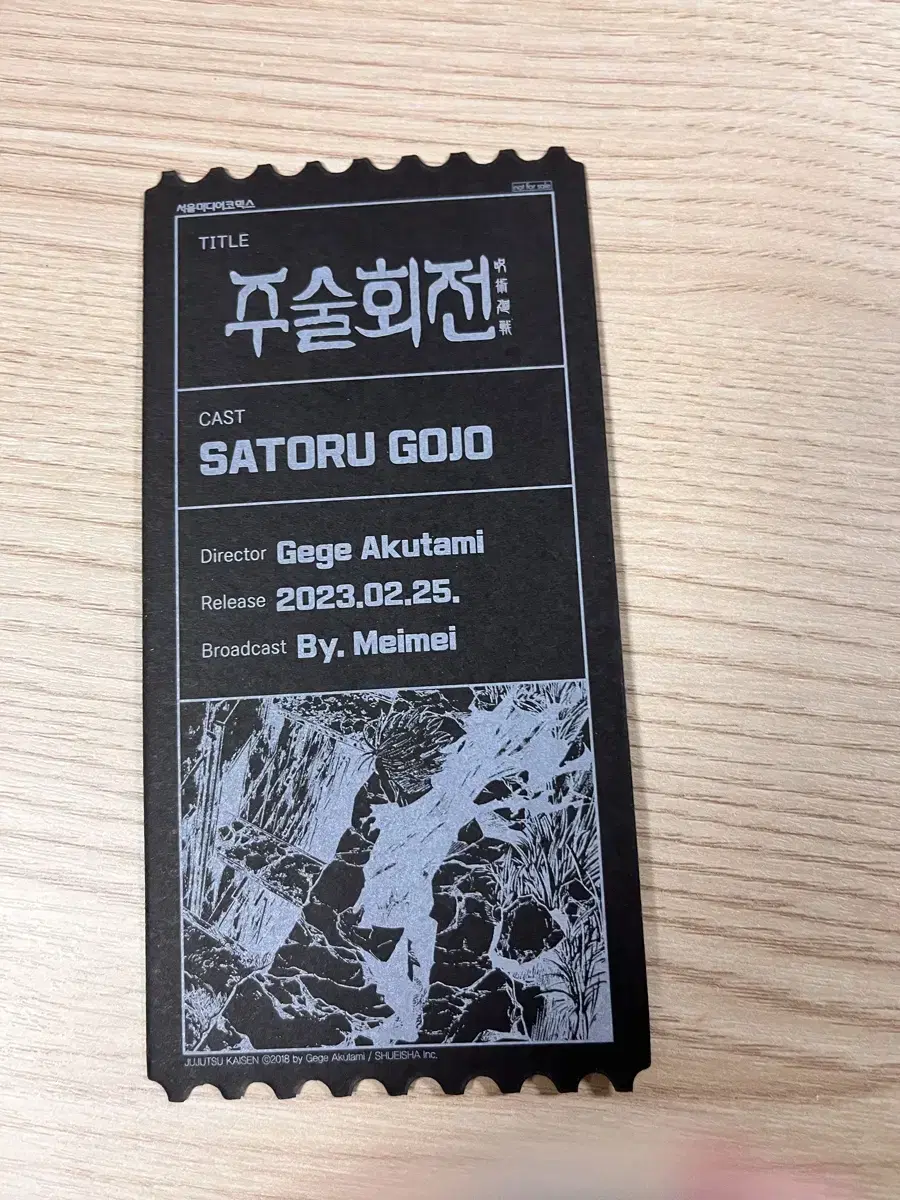 서울미디어코믹스
not for sale
TITLE
주술회전
呪術廻戦
CAST
SATORU GOJO
Director Gege Akutami
Release 2023.02.25.
Broadcast By. Meimei
JUJUTSU KAISEN ©2018 by Gege Akutami / SHUEISHA Inc.